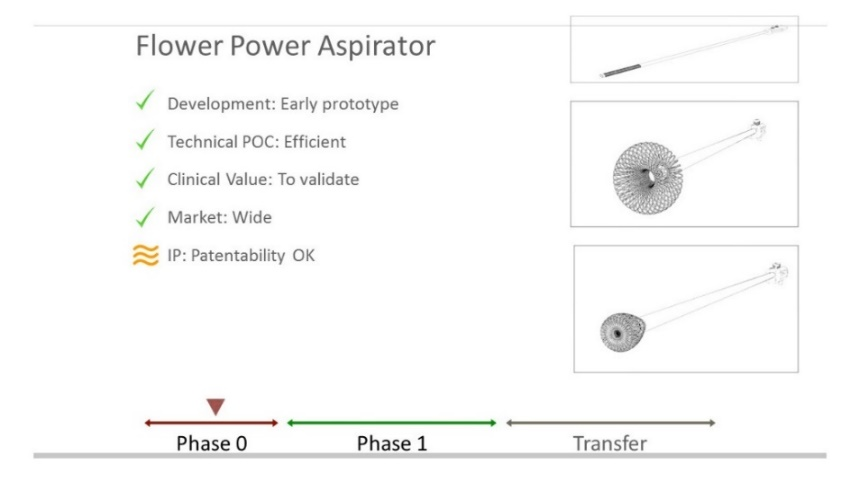 Flower Power Aspirator
Development: Early prototype
Technical POC: Efficient
Clinical Value: To validate
Market: Wide
IP: Patentability OK
Phase 0
Phase 1
Transfer